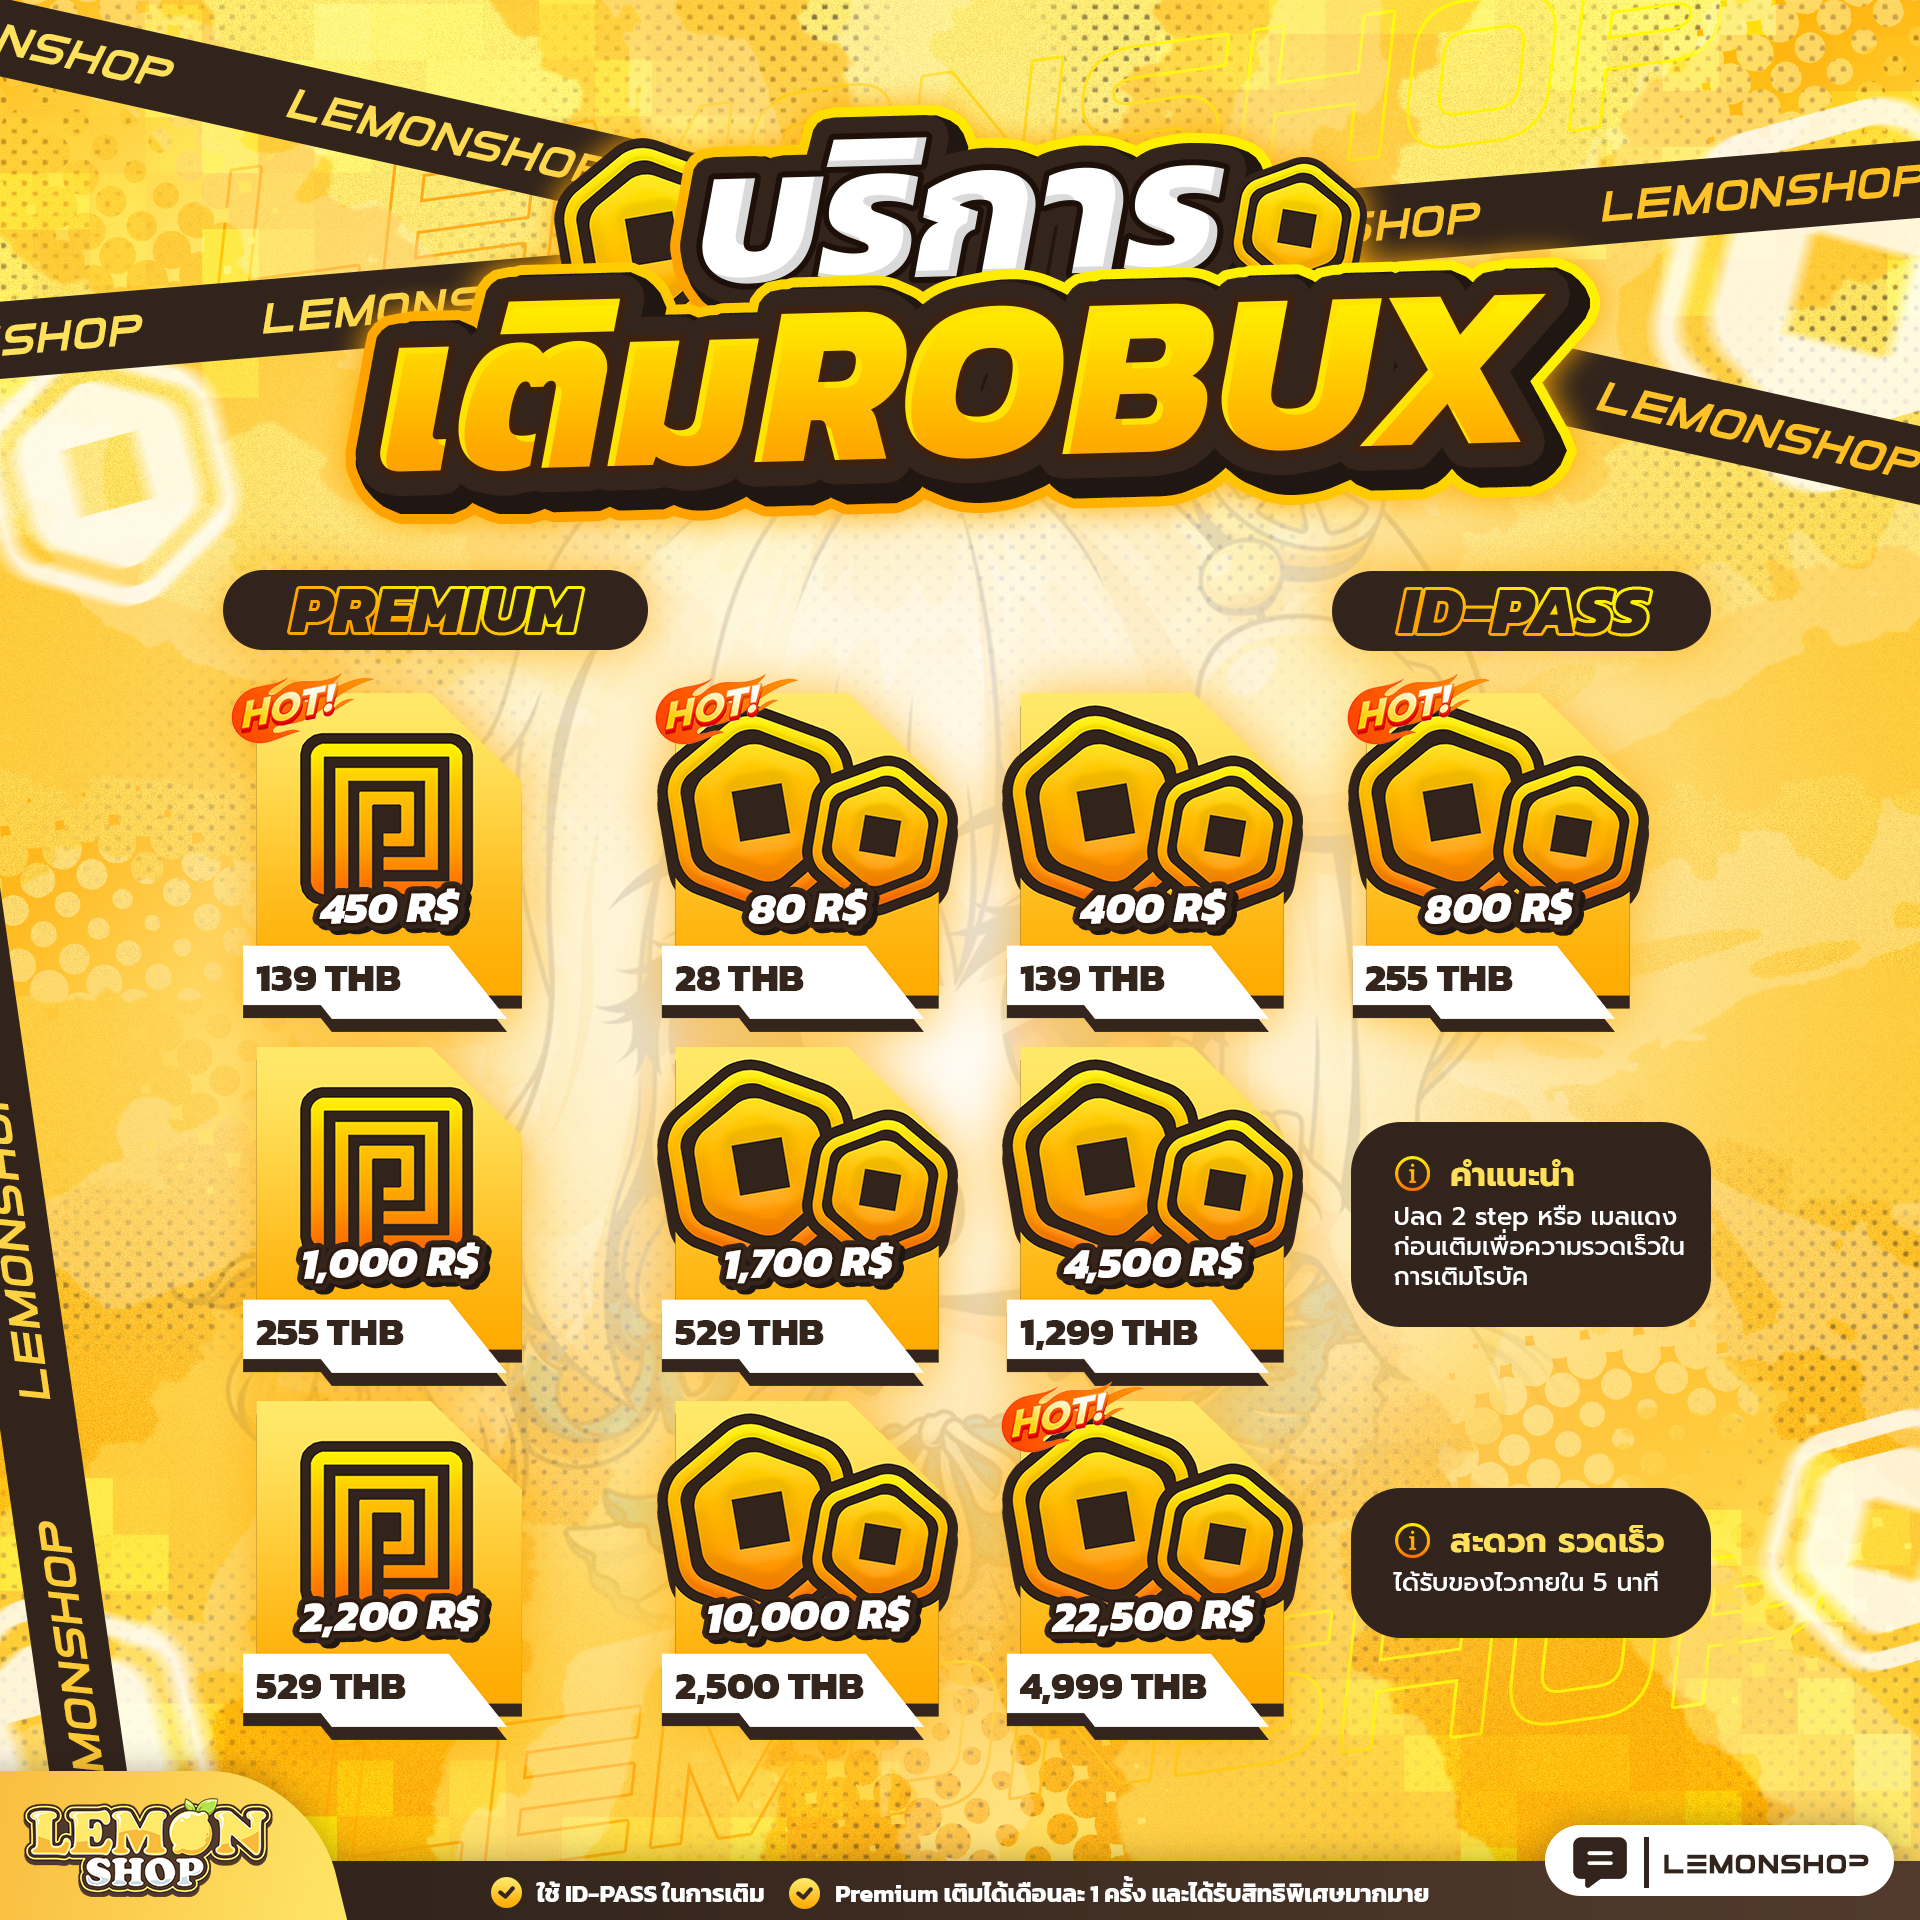 NSHOP
LEMONSHOP
SHOP
LEMONSHOP
SHOP
LEMONS
LEMONSHOP
LEMONSHOP
บริการ
เติมROBUX
PREMIUM
ID-PASS
HOT!
450 R$
139 THB
HOT!
80 R$
28 THB
400 R$
139 THB
HOT!
800 R$
255 THB
1,000 R$
255 THB
1,700 R$
529 THB
4,500 R$
1,299 THB
คำแนะนำ
ปลด 2 step หรือ เมลแดง
ก่อนเติมเพื่อความรวดเร็วใน
การเติมโรบัค
2,200 R$
529 THB
10,000 R$
2,500 THB
HOT!
22,500 R$
4,999 THB
สะดวก รวดเร็ว
ได้รับของไวภายใน 5 นาที
LEMONSHOP
MONSHOP
LEMONSHOP
LEMON
SHOP
ใช้ ID-PASS ในการเติม
Premium เติมได้เดือนละ 1 ครั้ง และได้รับสิทธิพิเศษมากมาย
LEMONSHOP